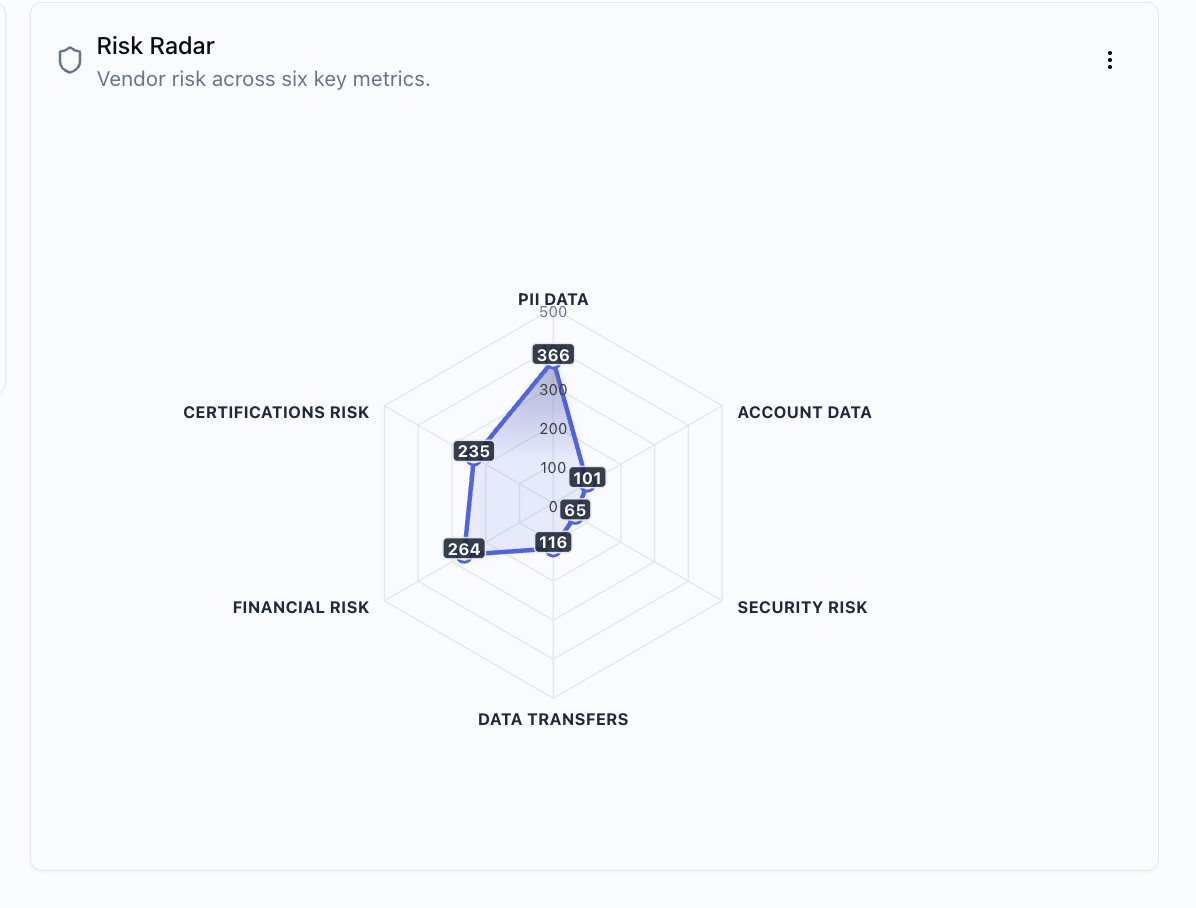 Risk Radar
Vendor risk across six key metrics.
PII DATA
500
366
300
CERTIFICATIONS RISK
ACCOUNT DATA
200
235
100
101
0
65
116
264
FINANCIAL RISK
SECURITY RISK
DATA TRANSFERS